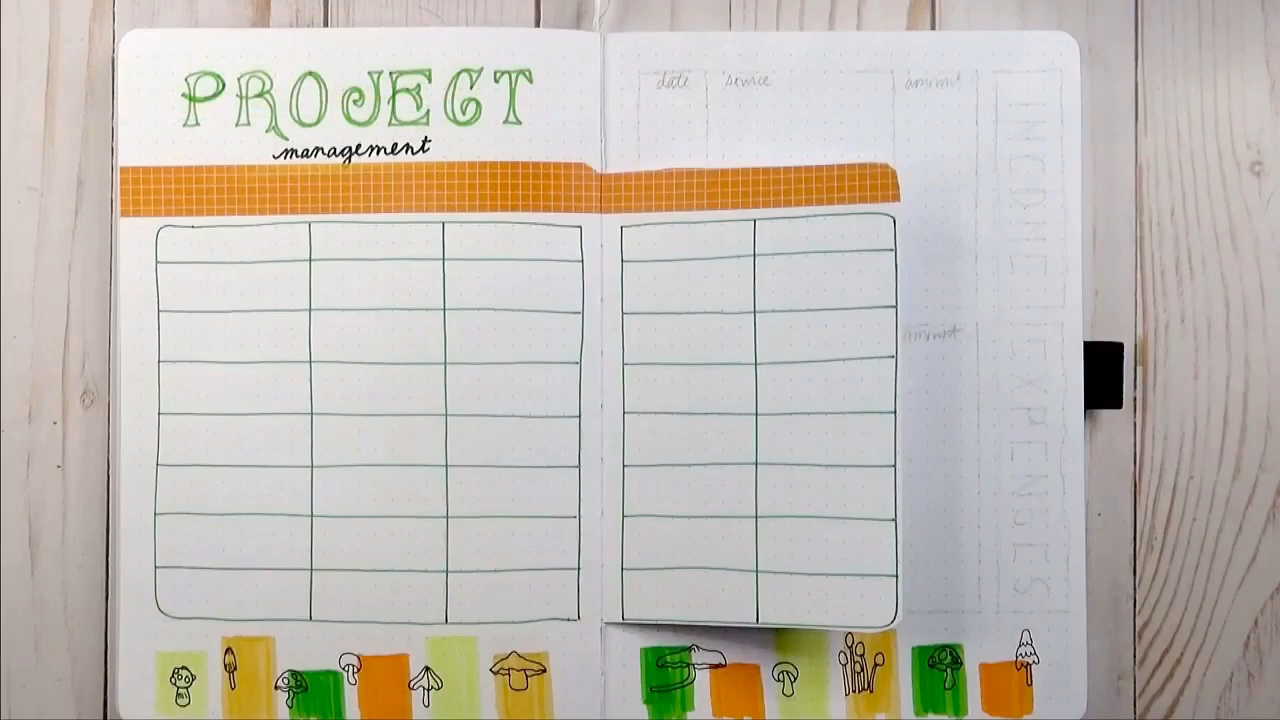 PROJECT
management
date service amount
INCOME
amount
EXPENSES